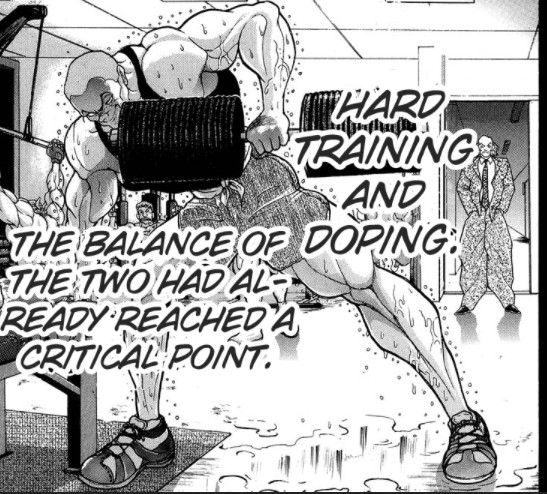 HARD
TRAINING
AND
DOPING.
THE BALANCE OF
THE TWO HAD AL-
READY REACHED A
CRITICAL POINT.